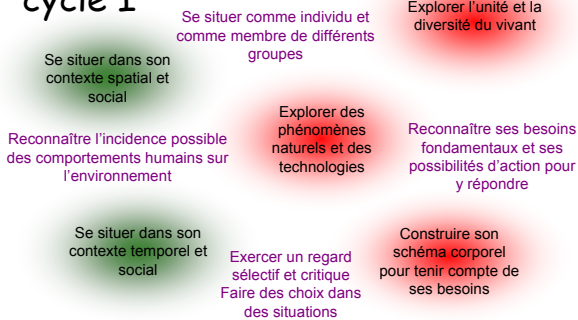 cycle 1
Se situer comme individu et
comme membre de différents
groupes
Explorer l'unité et la
diversité du vivant
Se situer dans son
contexte spatial et
social
Explorer des
phénomènes
naturels et des
technologies
Reconnaître l'incidence possible
des comportements humains sur
l'environnement
Reconnaître ses besoins
fondamentaux et ses
possibilités d'action pour
y répondre
Se situer dans son
contexte temporel et
social
Exercer un regard
sélectif et critique
Faire des choix dans
des situations
Construire son
schéma corporel
pour tenir compte de
ses besoins